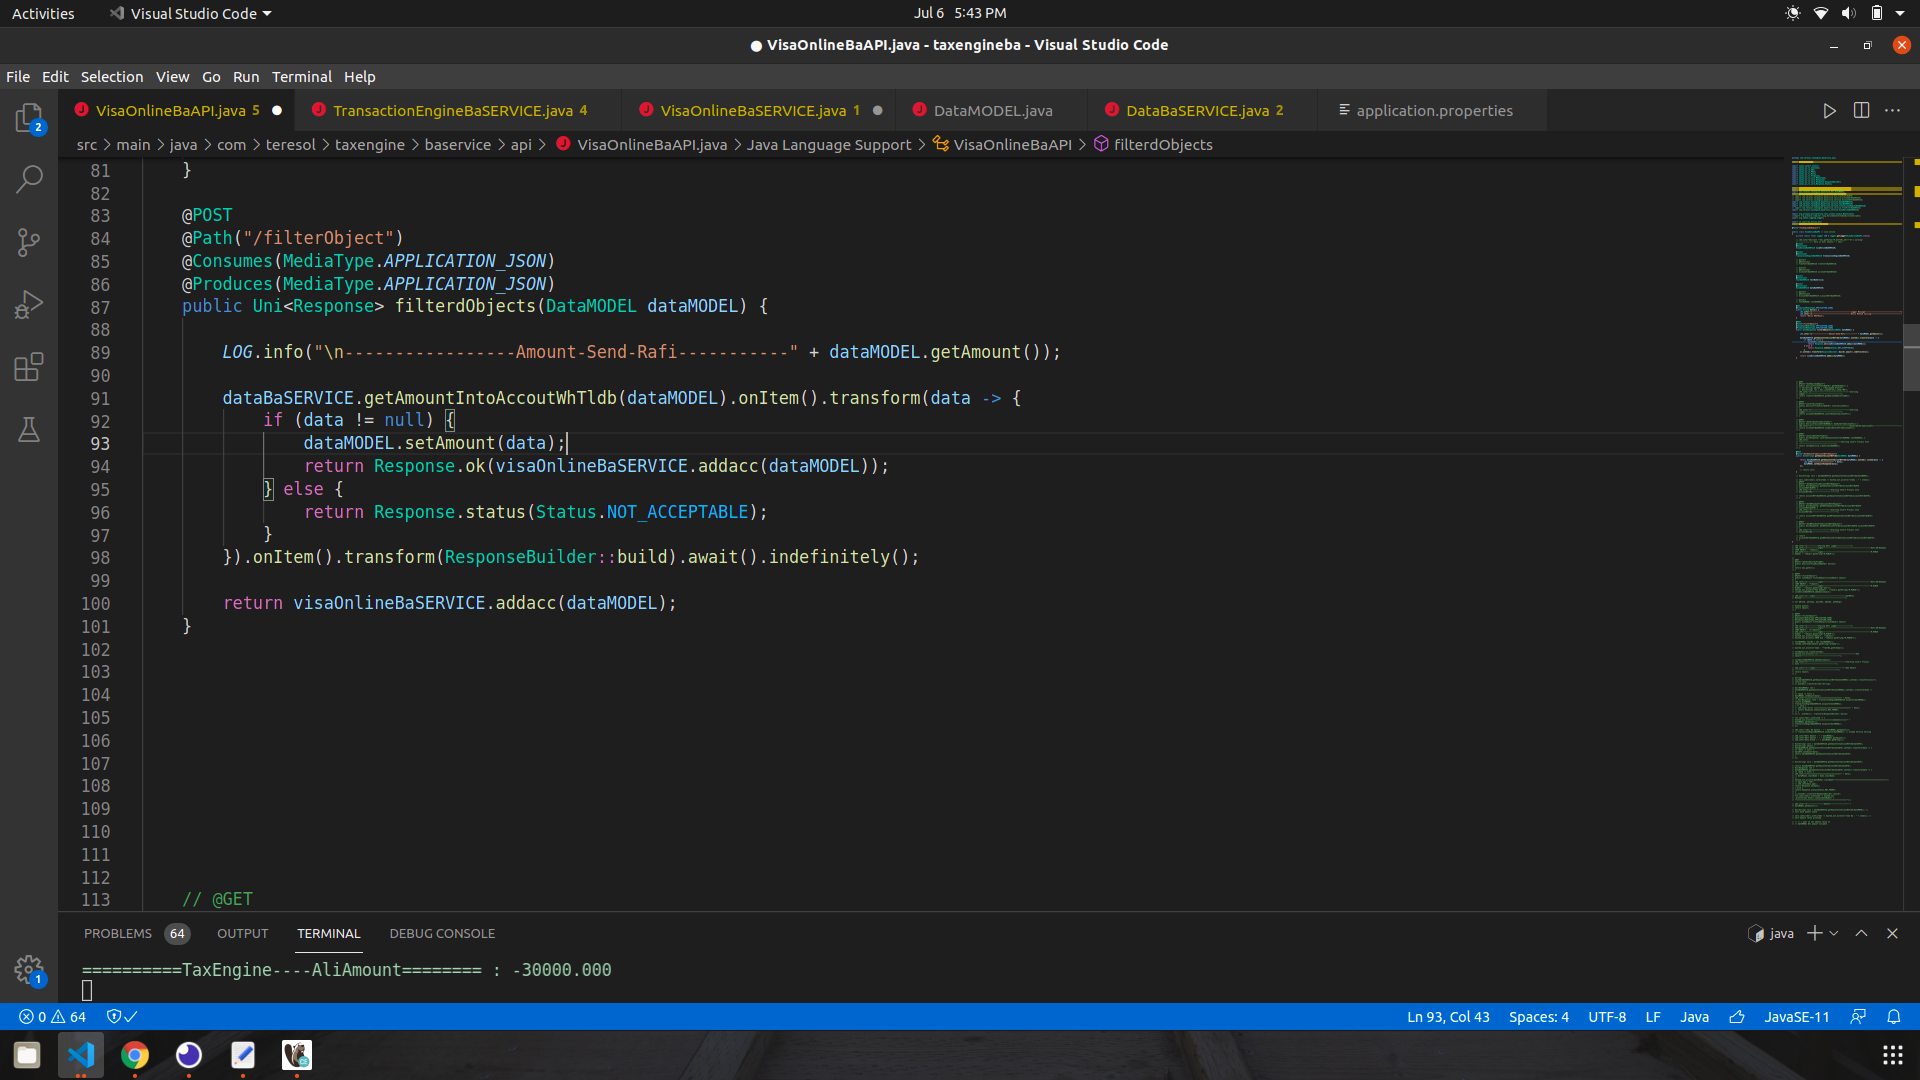 Activities Visual Studio Code Jul 6 5:43 PM
VisaOnlineBaAPI.java - taxengineba - Visual Studio Code
File Edit Selection View Go Run Terminal Help
VisaOnlineBaAPI.java 5 TransactionEngineBaSERVICE.java 4 VisaOnlineBaSERVICE.java 1 DataMODEL.java DataBaSERVICE.java 2 application.properties
2
src > main > java > com > teresol > taxengine > baservice > api > VisaOnlineBaAPI.java > Java Language Support > VisaOnlineBaAPI > filterdObjects
81 }
82
83 @POST
84 @Path("/filterObject")
85 @Consumes(MediaType.APPLICATION_JSON)
86 @Produces(MediaType.APPLICATION_JSON)
87 public Uni<Response> filterdObjects(DataMODEL dataMODEL) {
88
89 LOG.info("\n-----------------Amount-Send-Rafi-----------" + dataMODEL.getAmount());
90
91 dataBaSERVICE.getAmountIntoAccoutWhTldb(dataMODEL).onItem().transform(data -> {
92 if (data != null) {
93 dataMODEL.setAmount(data);
94 return Response.ok(visaOnlineBaSERVICE.addacc(dataMODEL));
95 } else {
96 return Response.status(Status.NOT_ACCEPTABLE);
97 }
98 }).onItem().transform(ResponseBuilder::build).await().indefinitely();
99
100 return visaOnlineBaSERVICE.addacc(dataMODEL);
101 }
102
103
104
105
106
107
108
109
110
111
112
113 // @GET
PROBLEMS 64 OUTPUT TERMINAL DEBUG CONSOLE java
==========TaxEngine----AliAmount======== : -30000.000
1
0 64 Ln 93, Col 43 Spaces: 4 UTF-8 LF Java JavaSE-11